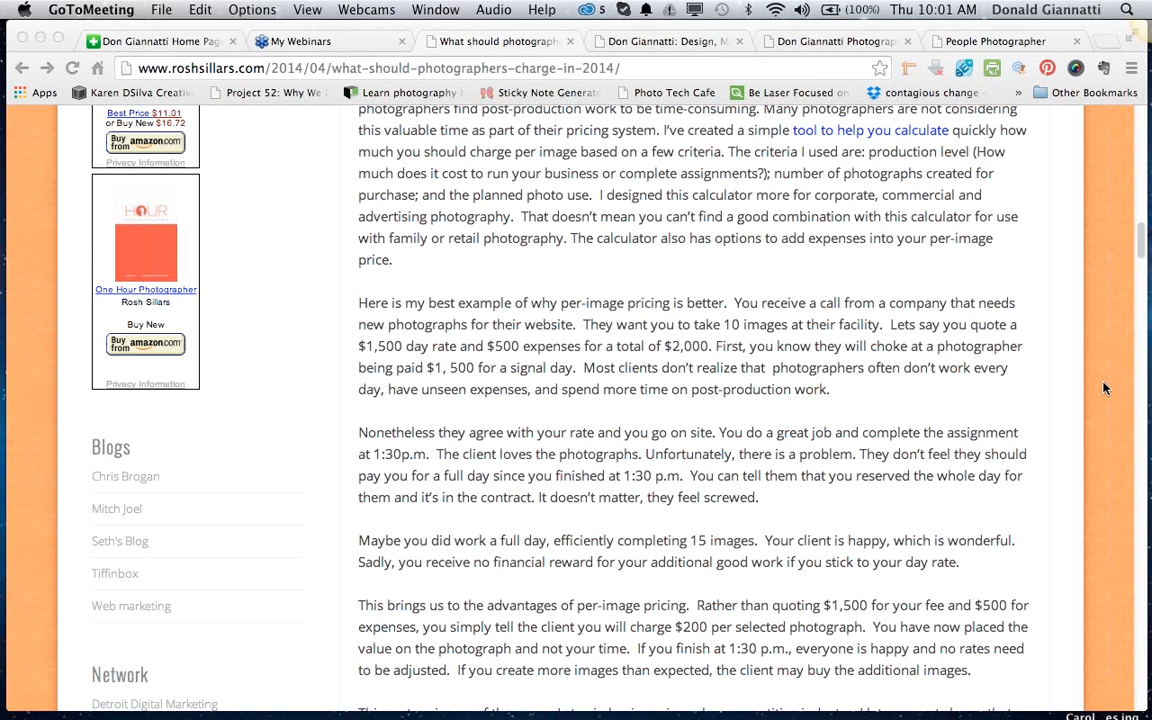 GoToMeeting File Edit Options View Webcams Window Audio Help 5 (100%) Thu 10:01 AM Donald Giannatti
Don Giannatti Home Pag
My Webinars
What should photograph
Don Giannatti: Design, M
Don Giannatti Photograp
People Photographer
www.roshsillars.com/2014/04/what-should-photographers-charge-in-2014/
Apps Karen DSilva Creativ Project 52: Why We Learn photography Sticky Note Generato Photo Tech Cafe Be Laser Focused on contagious change » Other Bookmarks
Best Price $11.01
or Buy New $16.72
Buy from amazon.com
Privacy Information
HOUR
One Hour Photographer
Rosh Sillars
Buy New
Buy from amazon.com
Privacy Information
Blogs
Chris Brogan
Mitch Joel
Seth's Blog
Tiffinbox
Web marketing
Network
Detroit Digital Marketing
photographers find post-production work to be time-consuming. Many photographers are not considering
this valuable time as part of their pricing system. I've created a simple tool to help you calculate quickly how
much you should charge per image based on a few criteria. The criteria I used are: production level (How
much does it cost to run your business or complete assignments?); number of photographs created for
purchase; and the planned photo use. I designed this calculator more for corporate, commercial and
advertising photography. That doesn't mean you can't find a good combination with this calculator for use
with family or retail photography. The calculator also has options to add expenses into your per-image
price.
Here is my best example of why per-image pricing is better. You receive a call from a company that needs
new photographs for their website. They want you to take 10 images at their facility. Lets say you quote a
$1,500 day rate and $500 expenses for a total of $2,000. First, you know they will choke at a photographer
being paid $1, 500 for a signal day. Most clients don't realize that photographers often don't work every
day, have unseen expenses, and spend more time on post-production work.
Nonetheless they agree with your rate and you go on site. You do a great job and complete the assignment
at 1:30p.m. The client loves the photographs. Unfortunately, there is a problem. They don't feel they should
pay you for a full day since you finished at 1:30 p.m. You can tell them that you reserved the whole day for
them and it's in the contract. It doesn't matter, they feel screwed.
Maybe you did work a full day, efficiently completing 15 images. Your client is happy, which is wonderful.
Sadly, you receive no financial reward for your additional good work if you stick to your day rate.
This brings us to the advantages of per-image pricing. Rather than quoting $1,500 for your fee and $500 for
expenses, you simply tell the client you will charge $200 per selected photograph. You have now placed the
value on the photograph and not your time. If you finish at 1:30 p.m., everyone is happy and no rates need
to be adjusted. If you create more images than expected, the client may buy the additional images.